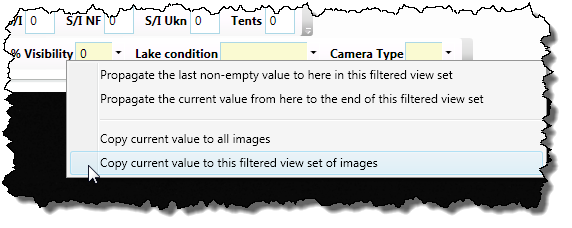 S/I 0 S/I NF 0 S/I Ukn 0 Tents 0
% Visibility 0 Lake condition Camera Type
Propagate the last non-empty value to here in this filtered view set
Propagate the current value from here to the end of this filtered view set
Copy current value to all images
Copy current value to this filtered view set of images